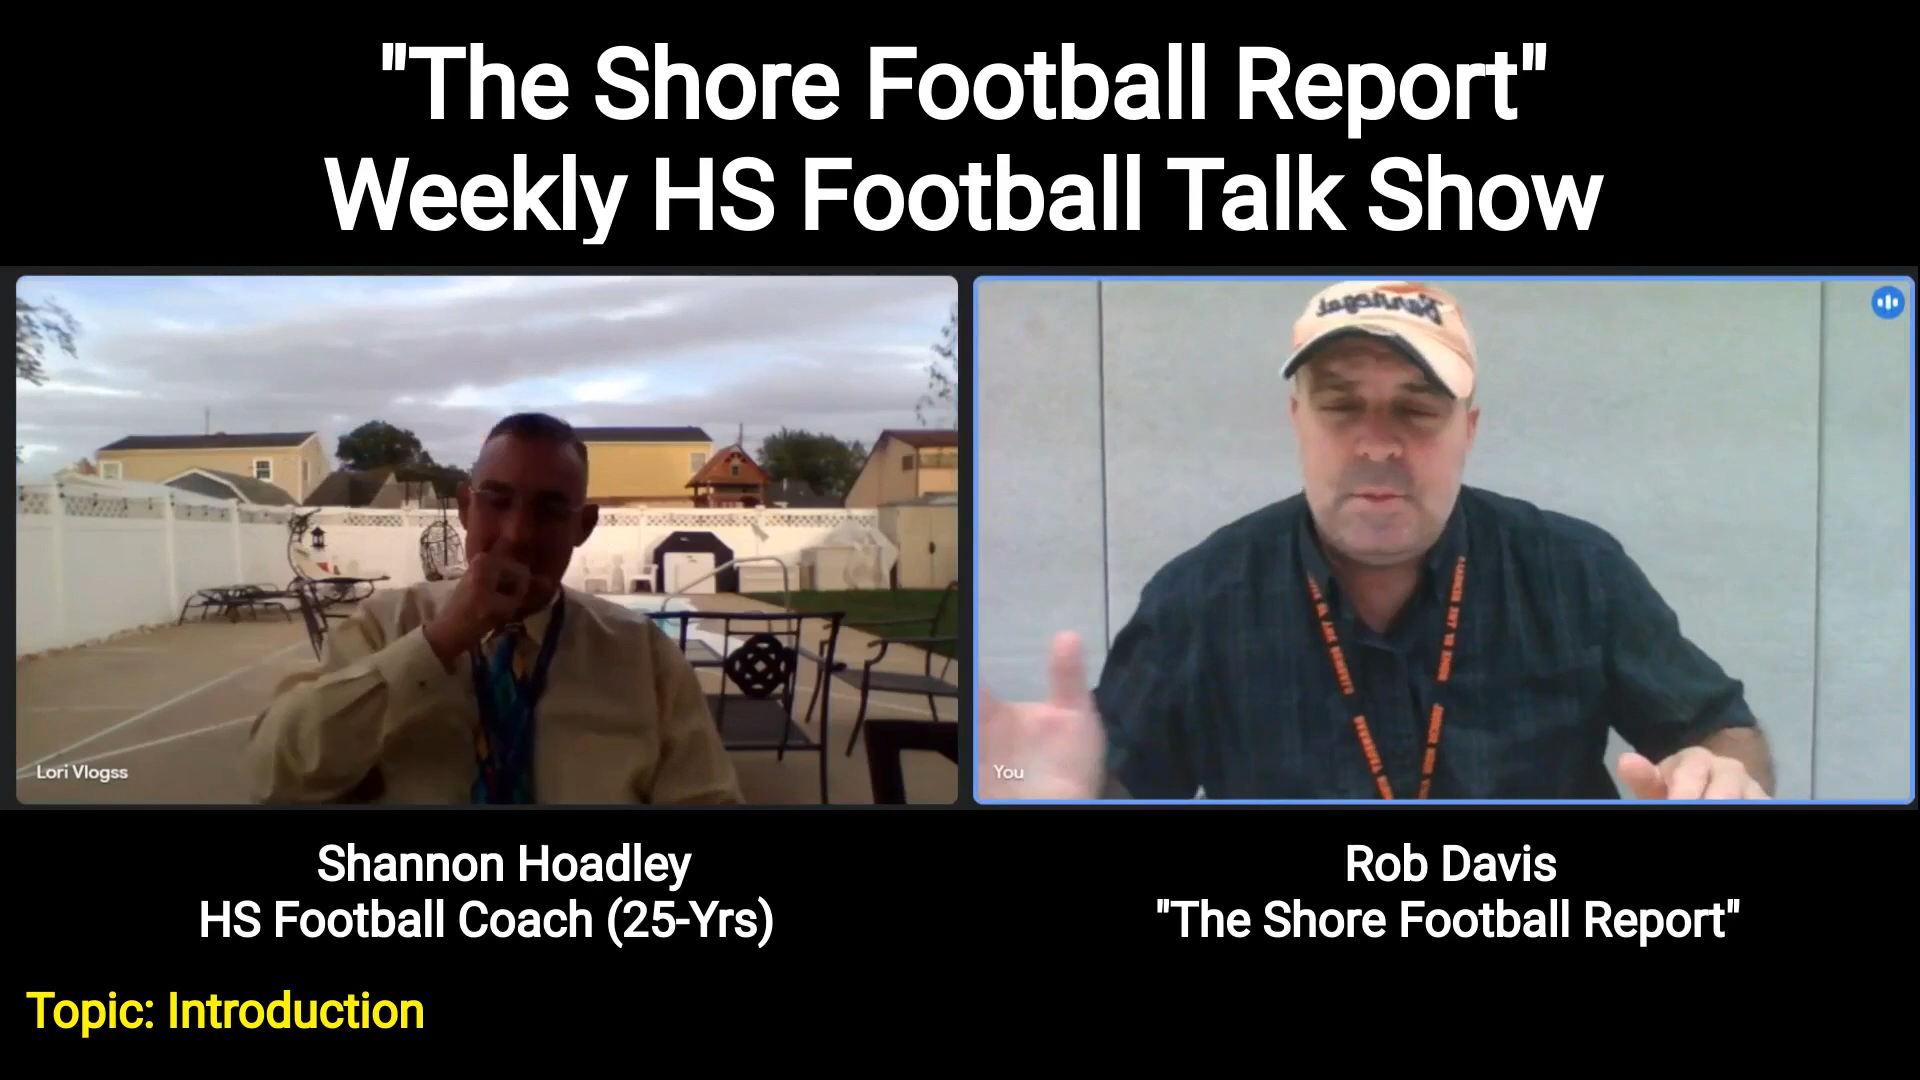 "The Shore Football Report"
Weekly HS Football Talk Show
Lori Vlogss
You
Shannon Hoadley
HS Football Coach (25-Yrs)
Rob Davis
"The Shore Football Report"
Topic: Introduction